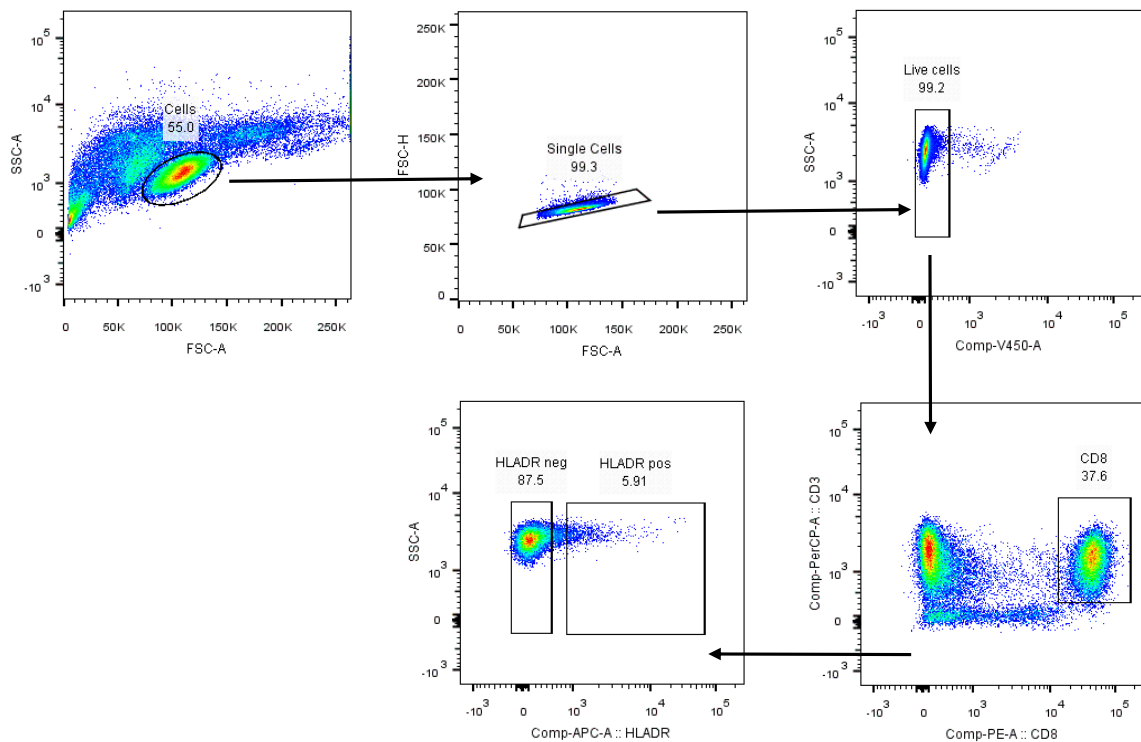 10 5
10 4
10 3
0
-10 3
SSC-A
Cells
55.0
0 50K 100K 150K 200K 250K
FSC-A
250K
200K
150K
100K
50K
0
FSC-H
Single Cells
99.3
0 50K 100K 150K 200K 250K
FSC-A
10 5
10 4
10 3
0
-10 3
SSC-A
Live cells
99.2
-10 3 0 10 3 10 4 10 5
Comp-V450-A
10 5
10 4
10 3
0
-10 3
SSC-A
HLADR neg
87.5
HLADR pos
5.91
-10 3 0 10 3 10 4 10 5
Comp-APC-A :: HLADR
10 5
10 4
10 3
0
-10 3
Comp-PerCP-A :: CD3
CD8
37.6
-10 3 0 10 3 10 4 10 5
Comp-PE-A :: CD8